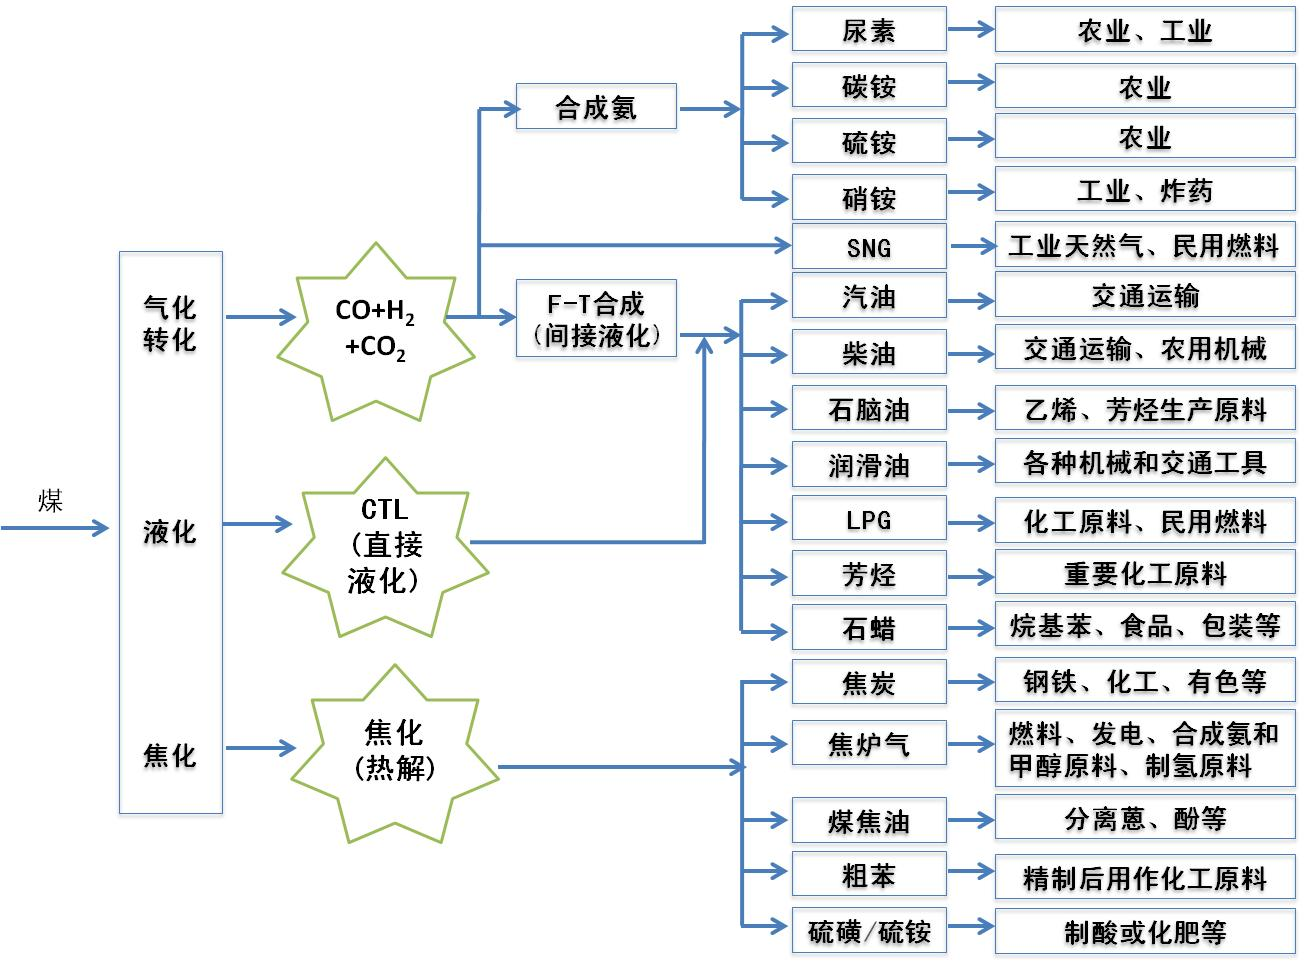 煤
气化
转化
液化
焦化
CO+H₂
+CO₂
CTL
(直接
液化)
焦化
(热解)
合成氨
F-T合成
(间接液化)
尿素
农业、工业
碳铵
农业
硫铵
农业
硝铵
工业、炸药
SNG
工业天然气、民用燃料
汽油
交通运输
柴油
交通运输、农用机械
石脑油
乙烯、芳烃生产原料
润滑油
各种机械和交通工具
LPG
化工原料、民用燃料
芳烃
重要化工原料
石蜡
烷基苯、食品、包装等
焦炭
钢铁、化工、有色等
焦炉气
燃料、发电、合成氨和
甲醇原料、制氢原料
煤焦油
分离蒽、酚等
粗苯
精制后用作化工原料
硫磺/硫铵
制酸或化肥等